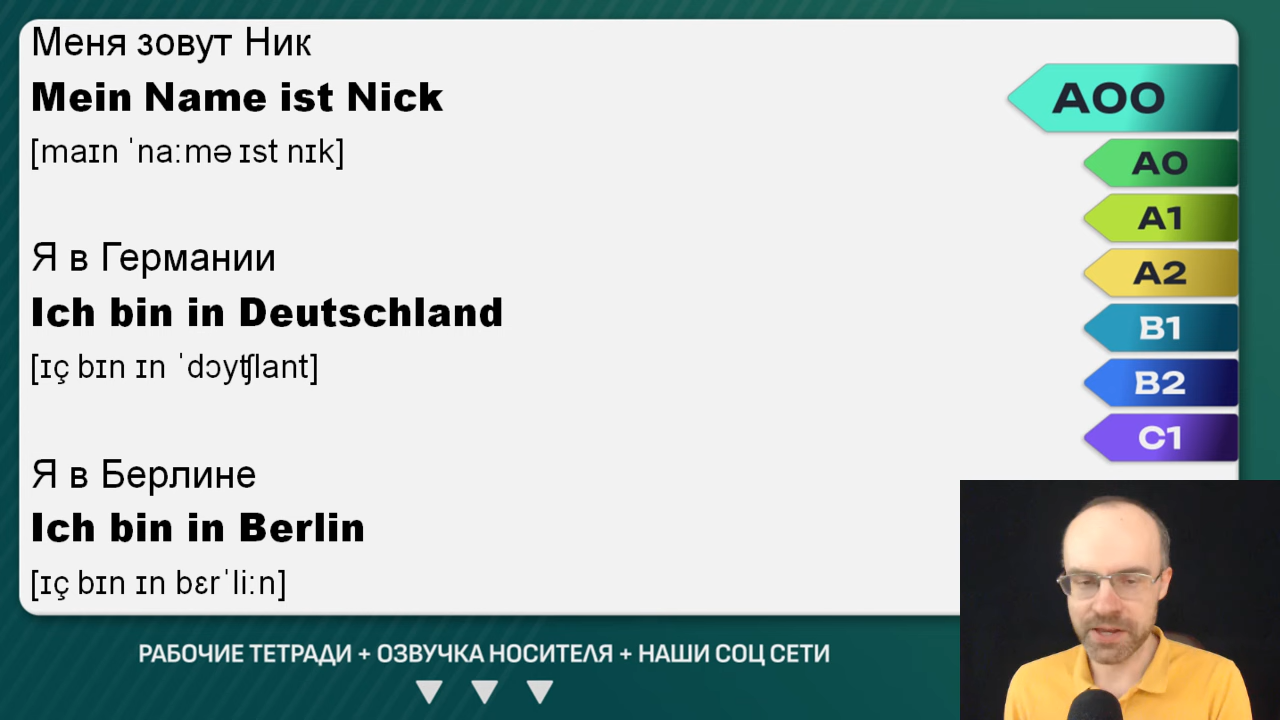 Меня зовут Ник
Mein Name ist Nick
[maɪn ˈnaːmə ɪst nɪk]
Я в Германии
Ich bin in Deutschland
[ɪç bɪn ɪn ˈdɔyʧlant]
Я в Берлине
Ich bin in Berlin
[ɪç bɪn ɪn bɛrˈliːn]
A00
A0
A1
A2
B1
B2
C1
РАБОЧИЕ ТЕТРАДИ + ОЗВУЧКА НОСИТЕЛЯ + НАШИ СОЦ СЕТИ